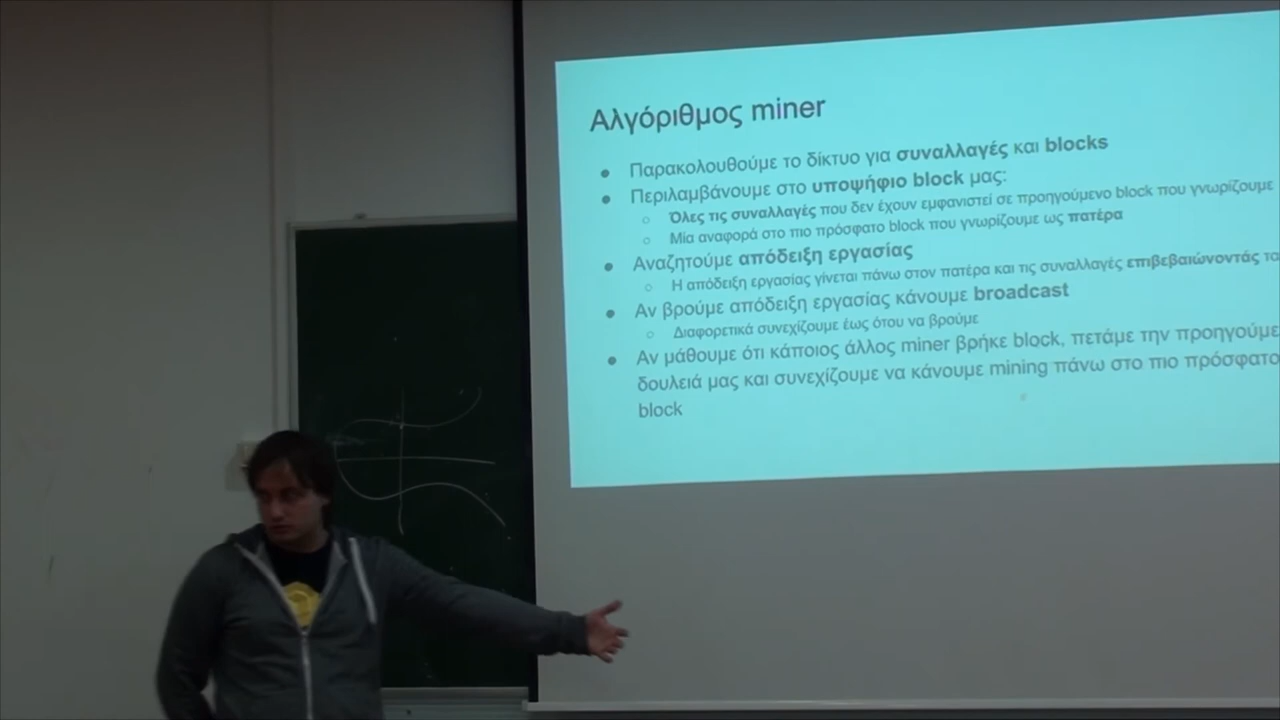 Αλγόριθμος miner
● Παρακολουθούμε το δίκτυο για συναλλαγές και blocks
● Περιλαμβάνουμε στο υποψήφιο block μας:
○ Όλες τις συναλλαγές που δεν έχουν εμφανιστεί σε προηγούμενο block που γνωρίζουμε
○ Μία αναφορά στο πιο πρόσφατο block που γνωρίζουμε ως πατέρα
● Αναζητούμε απόδειξη εργασίας
○ Η απόδειξη εργασίας γίνεται πάνω στον πατέρα και τις συναλλαγές επιβεβαιώνοντάς τα
● Αν βρούμε απόδειξη εργασίας κάνουμε broadcast
○ Διαφορετικά συνεχίζουμε έως ότου να βρούμε
● Αν μάθουμε ότι κάποιος άλλος miner βρήκε block, πετάμε την προηγούμε
δουλειά μας και συνεχίζουμε να κάνουμε mining πάνω στο πιο πρόσφατο
block